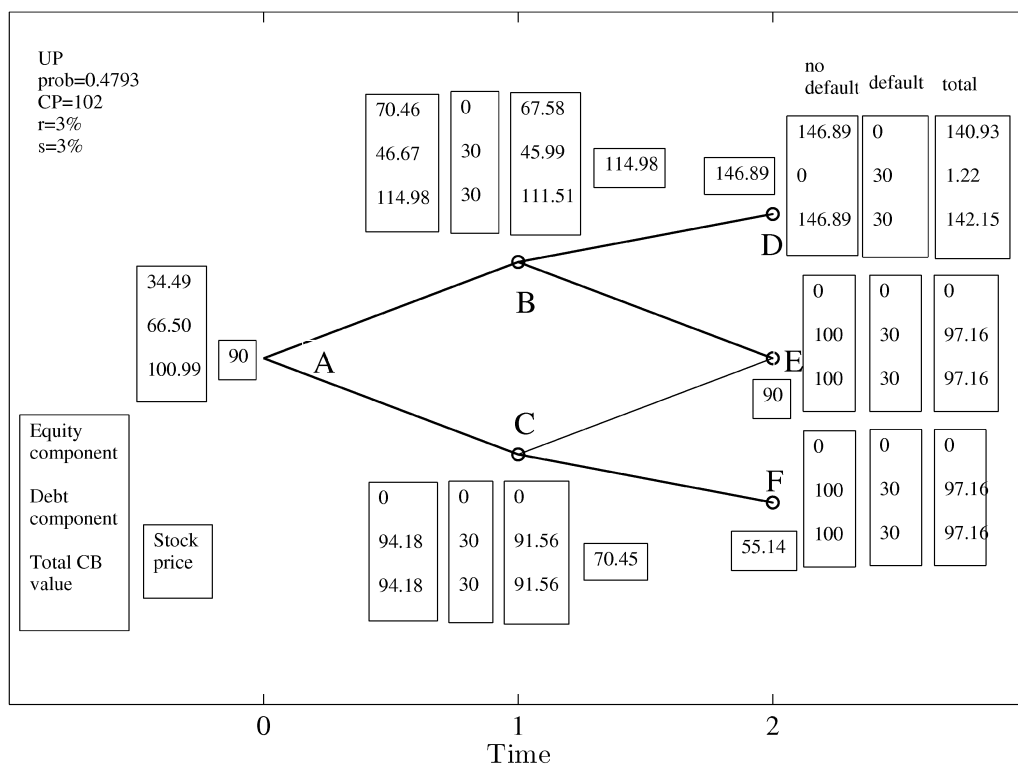 UP
prob=0.4793
CP=102
r=3%
s=3%
no
default
default
total
70.46
46.67
114.98
0
30
30
67.58
45.99
111.51
114.98
146.89
146.89
0
146.89
0
30
30
140.93
1.22
142.15
D
B
34.49
66.50
100.99
90
A
E
90
0
100
100
0
30
30
0
97.16
97.16
C
F
0
94.18
94.18
0
30
30
0
91.56
91.56
70.45
55.14
0
100
100
0
30
30
0
97.16
97.16
Equity
component
Debt
component
Total CB
value
Stock
price
0
1
2
Time